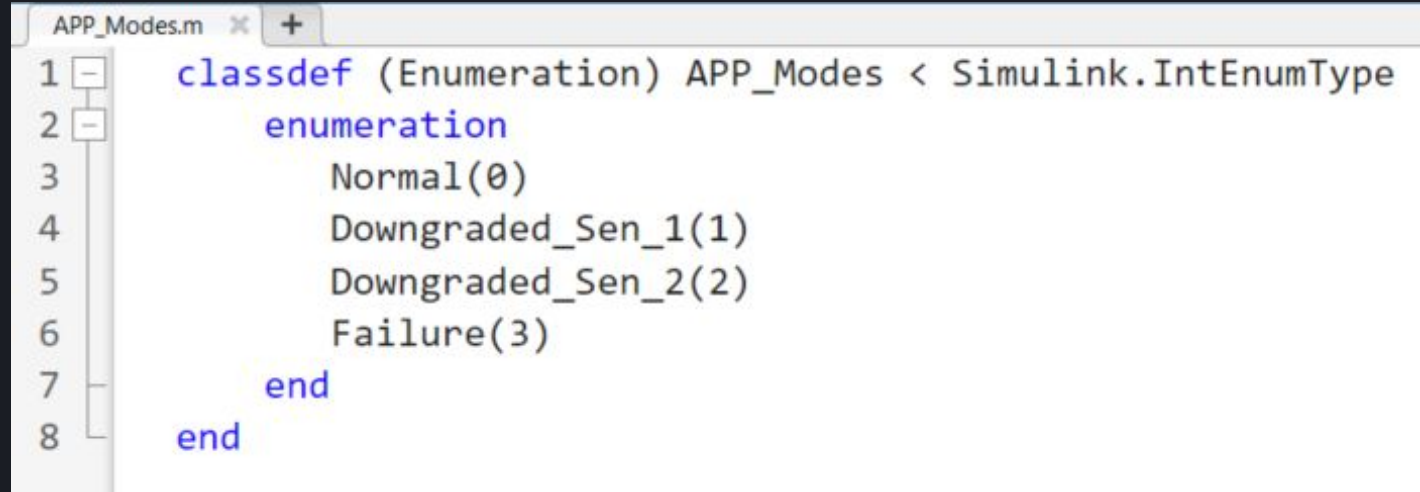 APP_Modes.m
1 classdef (Enumeration) APP_Modes < Simulink.IntEnumType
2 enumeration
3 Normal(0)
4 Downgraded_Sen_1(1)
5 Downgraded_Sen_2(2)
6 Failure(3)
7 end
8 end